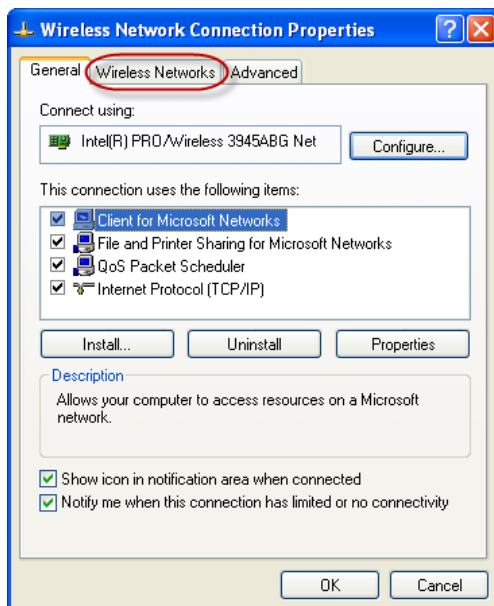 Wireless Network Connection Properties
General Wireless Networks Advanced
Connect using:
Intel(R) PRO/Wireless 3945ABG Net Configure...
This connection uses the following items:
Client for Microsoft Networks
File and Printer Sharing for Microsoft Networks
QoS Packet Scheduler
Internet Protocol (TCP/IP)
Install... Uninstall Properties
Description
Allows your computer to access resources on a Microsoft
network.
Show icon in notification area when connected
Notify me when this connection has limited or no connectivity
OK Cancel